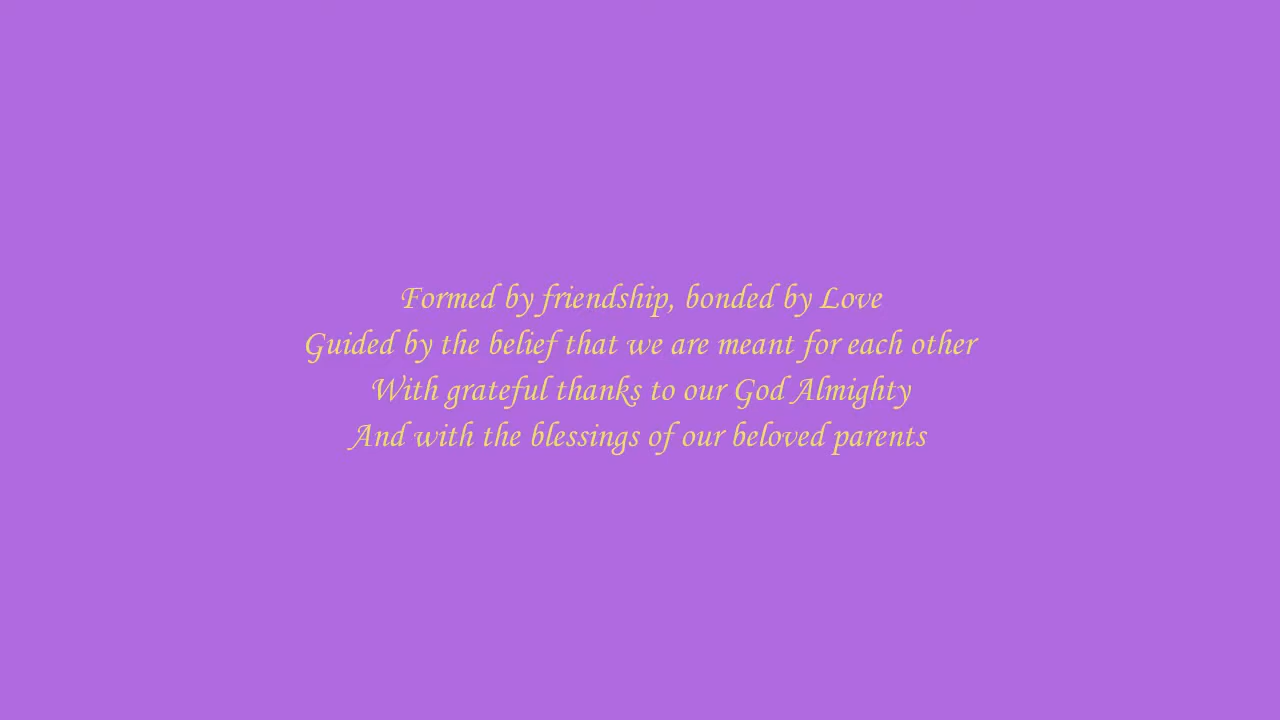 Formed by friendship, bonded by Love
Guided by the belief that we are meant for each other
With grateful thanks to our God Almighty
And with the blessings of our beloved parents